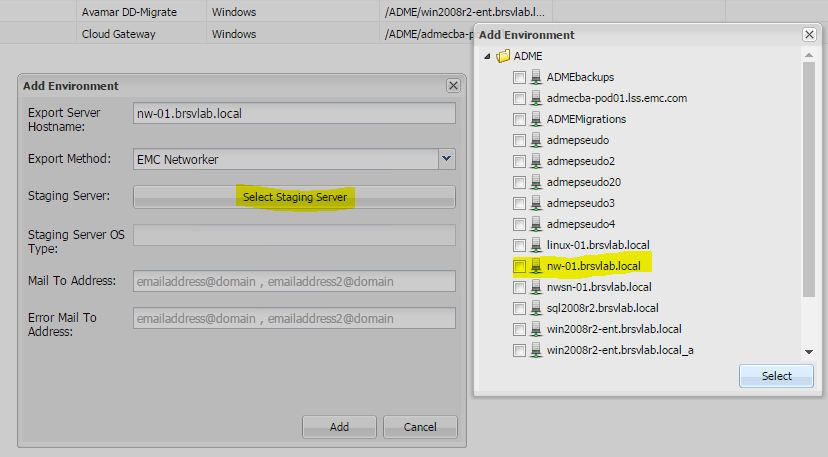 Avamar DD-Migrate Windows /ADME/win2008r2-ent.brsvlab.l...
Cloud Gateway Windows /ADME/admecba-p
Add Environment
Export Server Hostname: nw-01.brsvlab.local
Export Method: EMC Networker
Staging Server: Select Staging Server
Staging Server OS Type:
Mail To Address: emailaddress@domain , emailaddress2@domain
Error Mail To Address: emailaddress@domain , emailaddress2@domain
Add Cancel
Add Environment
ADME
ADMEbackups
admecba-pod01.lss.emc.com
ADMEMigrations
admepseudo
admepseudo2
admepseudo20
admepseudo3
admepseudo4
linux-01.brsvlab.local
nw-01.brsvlab.local
nwsn-01.brsvlab.local
sql2008r2.brsvlab.local
win2008r2-ent.brsvlab.local
win2008r2-ent.brsvlab.local_a
Select